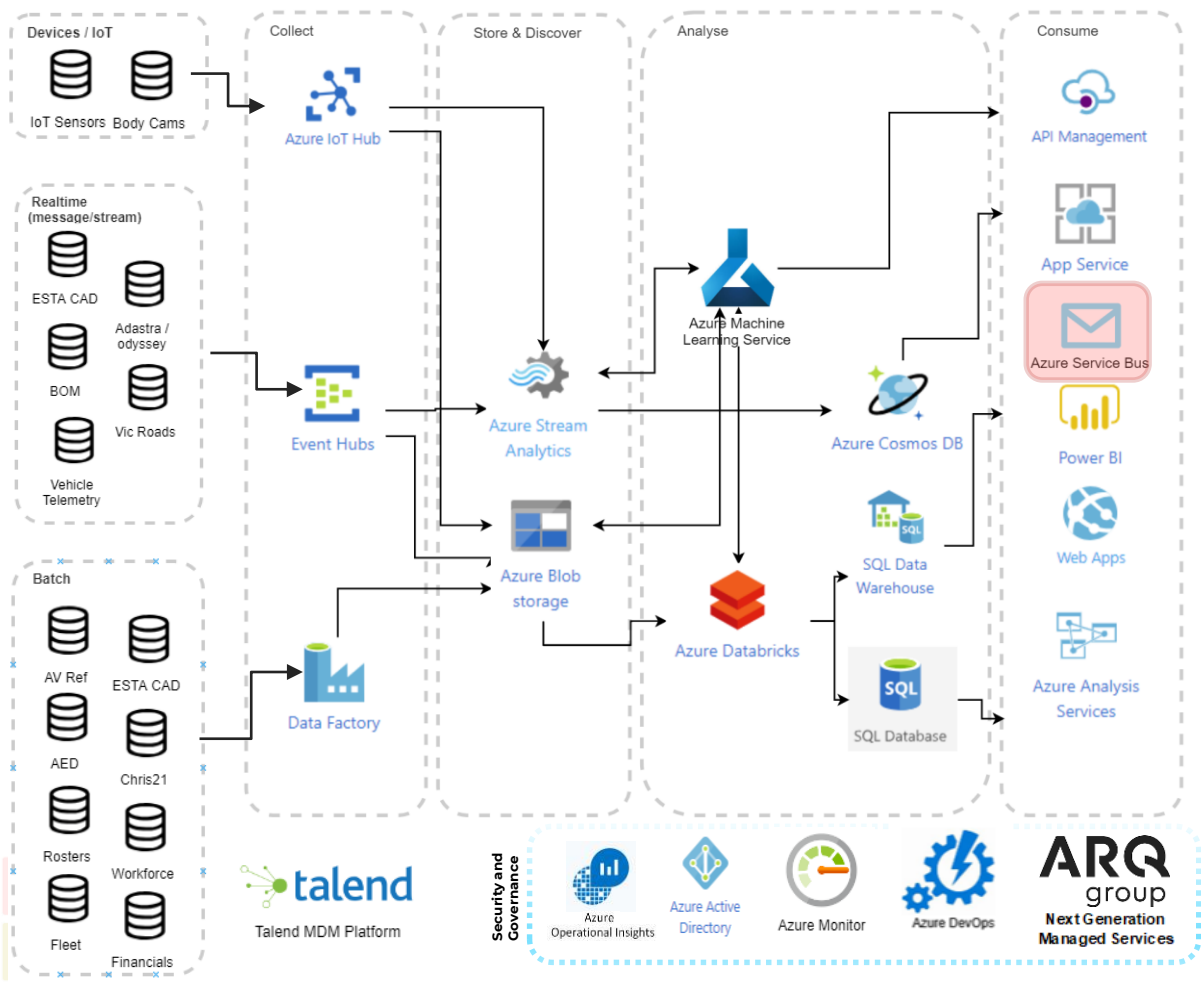 Devices / IoT
IoT Sensors
Body Cams
Realtime
(message/stream)
ESTA CAD
Adastra /
odyssey
BOM
Vic Roads
Vehicle
Telemetry
Batch
AV Ref
ESTA CAD
AED
Chris21
Rosters
Workforce
Fleet
Financials
Collect
Azure IoT Hub
Event Hubs
Data Factory
Store & Discover
Azure Stream
Analytics
Azure Blob
storage
Analyse
Azure Machine
Learning Service
Azure Cosmos DB
SQL Data
Warehouse
SQL
Azure Databricks
SQL
SQL Database
Consume
API Management
App Service
Azure Service Bus
Power BI
Web Apps
Azure Analysis
Services
talend
Talend MDM Platform
Security and
Governance
Azure
Operational Insights
Azure Active
Directory
Azure Monitor
Azure DevOps
ARQ
group
Next Generation
Managed Services